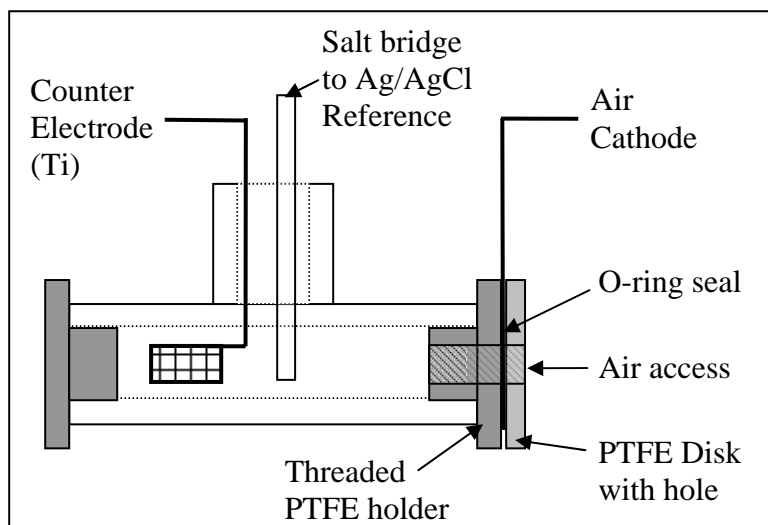 Salt bridge
to Ag/AgCl
Reference
Counter
Electrode
(Ti)
Air
Cathode
O-ring seal
Air access
PTFE Disk
with hole
Threaded
PTFE holder